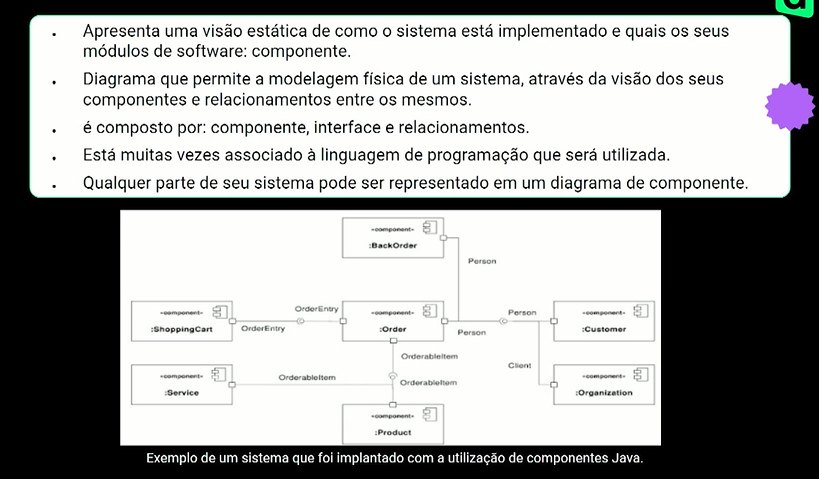 Apresenta uma visão estática de como o sistema está implementado e quais os seus
módulos de software: componente.
Diagrama que permite a modelagem física de um sistema, através da visão dos seus
componentes e relacionamentos entre os mesmos.
é composto por: componente, interface e relacionamentos.
Está muitas vezes associado à linguagem de programação que será utilizada.
Qualquer parte de seu sistema pode ser representado em um diagrama de componente.
«component»
:BackOrder
Person
OrderEntry
Person
«component»
:ShoppingCart
OrderEntry
«component»
:Order
Person
«component»
:Customer
OrderableItem
Client
«component»
:Service
OrderableItem
OrderableItem
«component»
:Organization
«component»
:Product
Exemplo de um sistema que foi implantado com a utilização de componentes Java.